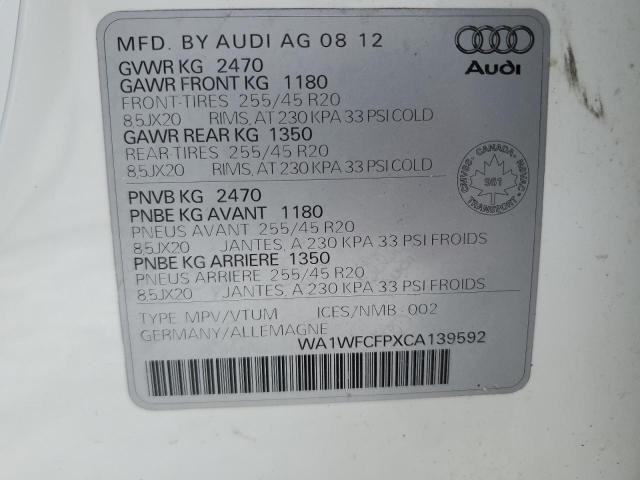 MFD. BY AUDI AG 08 12
Audi
GVWR KG 2470
GAWR FRONT KG 1180
FRONT-TIRES 255/45 R20
8.5JX20 RIMS, AT 230 KPA 33 PSI COLD
GAWR REAR KG 1350
REAR-TIRES 255/45 R20
8.5JX20 RIMS, AT 230 KPA 33 PSI COLD
CMVSS - CANADA - NSVAC
961
TRANSPORT
PNVB KG 2470
PNBE KG AVANT 1180
PNEUS AVANT 255/45 R20
8.5JX20 JANTES, A 230 KPA 33 PSI FROIDS
PNBE KG ARRIERE 1350
PNEUS ARRIERE 255/45 R20
8.5JX20 JANTES, A 230 KPA 33 PSI FROIDS
TYPE MPV/VTUM ICES/NMB-002
GERMANY/ALLEMAGNE
WA1WFCFPXCA139592